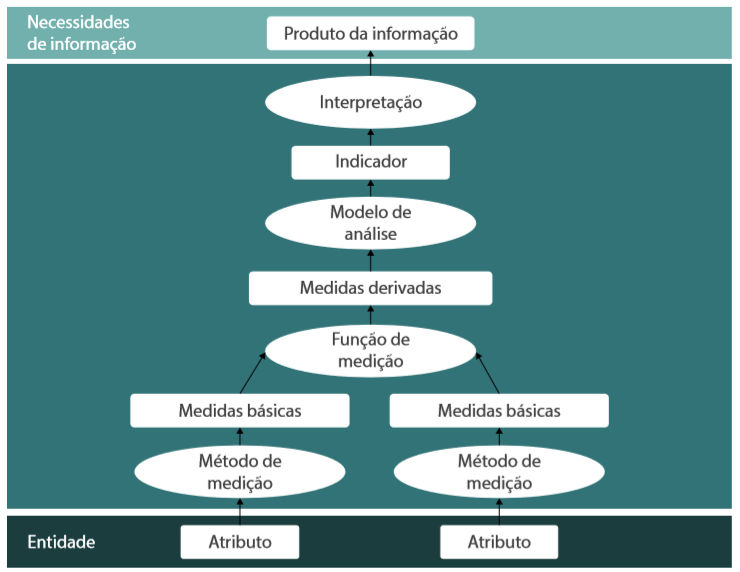 Necessidades
de informação
Produto da informação
Interpretação
Indicador
Modelo de
análise
Medidas derivadas
Função de
medição
Medidas básicas
Medidas básicas
Método de
medição
Método de
medição
Entidade
Atributo
Atributo